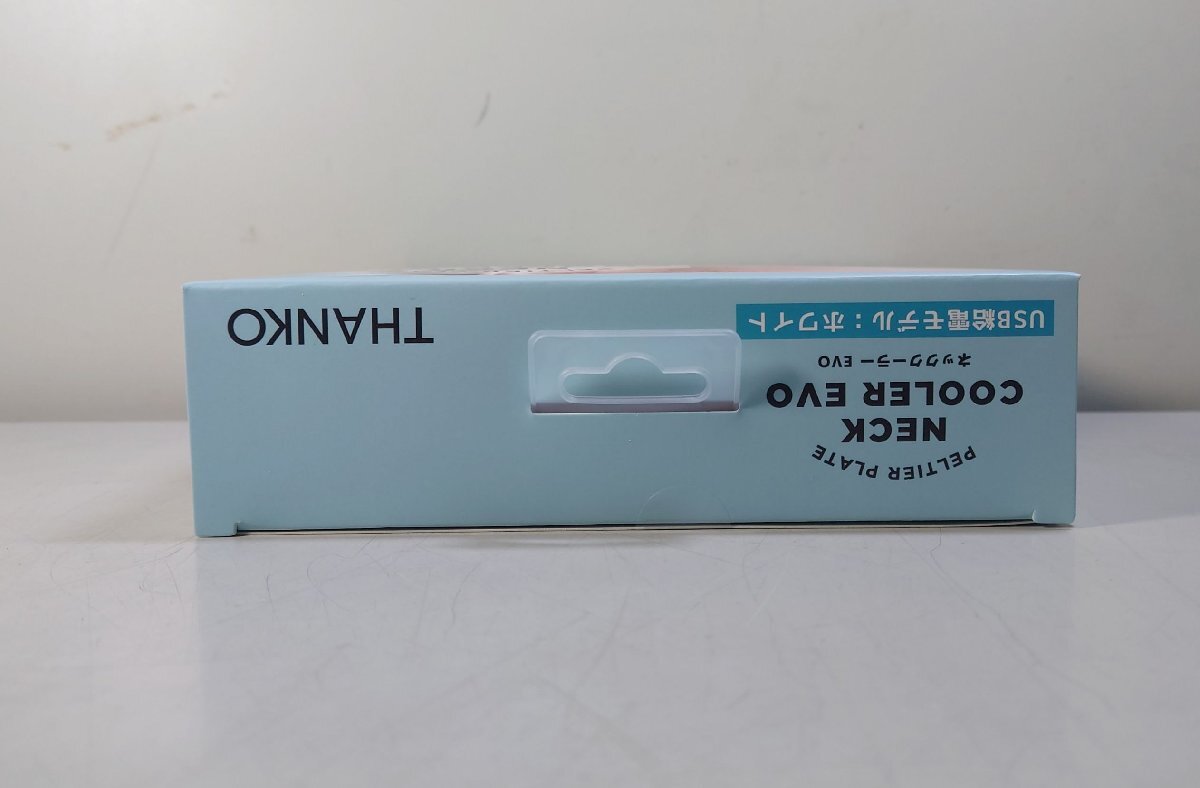 PELTIER PLATE
NECK
COOLER EVO
ネッククーラー EVO
USB給電モデル：ホワイト
THANKO